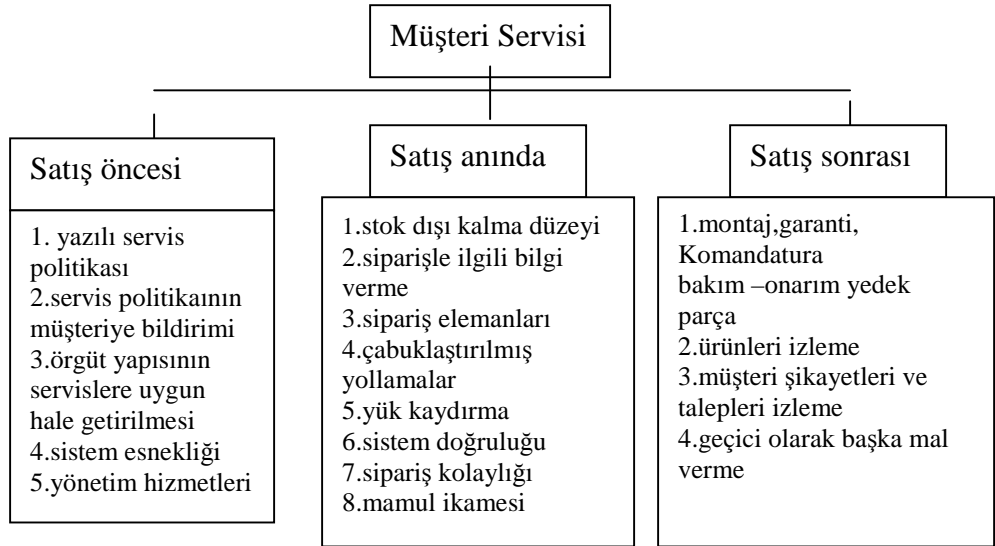 Müşteri Servisi
Satış öncesi
1. yazılı servis
politikası
2.servis politikaının
müşteriye bildirimi
3.örgüt yapısının
servislere uygun
hale getirilmesi
4.sistem esnekliği
5.yönetim hizmetleri
Satış anında
1.stok dışı kalma düzeyi
2.siparişle ilgili bilgi
verme
3.sipariş elemanları
4.çabuklaştırılmış
yollamalar
5.yük kaydırma
6.sistem doğruluğu
7.sipariş kolaylığı
8.mamul ikamesi
Satış sonrası
1.montaj,garanti,
Komandatura
bakım –onarım yedek
parça
2.ürünleri izleme
3.müşteri şikayetleri ve
talepleri izleme
4.geçici olarak başka mal
verme